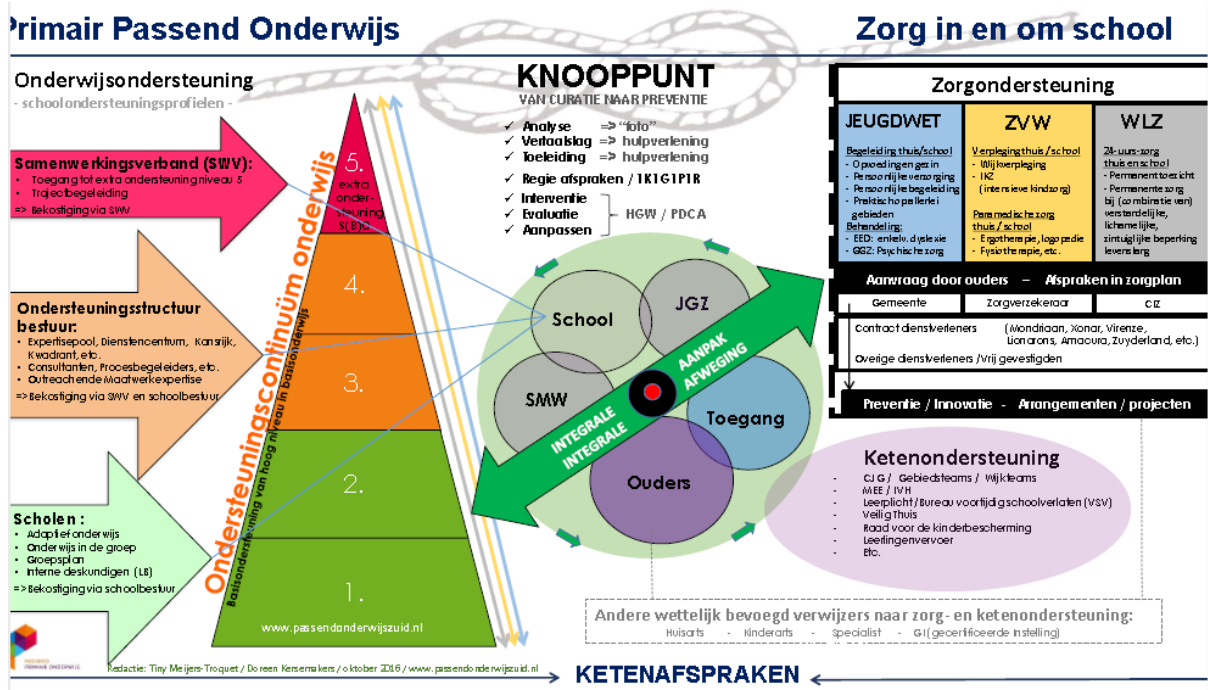 Primair Passend Onderwijs
Zorg in en om school
Onderwijsondersteuning
- schoolondersteuningsprofielen -
Samenwerkingsverband (SWV):
• Toegang tot extra ondersteuning niveau 5
• Trajectbegeleiding
=> Bekostiging via SWV
Ondersteuningsstructuur
bestuur:
• Expertisepool, Dienstencentrum, Kansrijk,
Kwadrant, etc.
• Consultanten, Procesbegeleiders, etc.
• Outreachende Maatwerkexpertise
=>Bekostiging via SWV en schoolbestuur
Scholen :
• Adaptief onderwijs
• Onderwijs in de groep
• Groepsplan
• Interne deskundigen (LB)
=>Bekostiging via schoolbestuur
PASSEND
PRIMAIR ONDERWIJS
Ondersteuningscontinuüm onderwijs
Basisondersteuning van hoog niveau in basisonderwijs
5.
extra
onder-
steuning
S(B)O
4.
3.
2.
1.
www.passendonderwijszuid.nl
Redactie: Tiny Meijers-Troquet / Doreen Kersemakers / oktober 2016 / www.passendonderwijszuid.nl
KNOOPPUNT
VAN CURATIE NAAR PREVENTIE
✓ Analyse => "foto"
✓ Vertaalslag => hulpverlening
✓ Toeleiding => hulpverlening
✓ Regie afspraken / 1K1G1P1R
✓ Interventie
✓ Evaluatie
✓ Aanpassen
HGW / PDCA
School
JGZ
SMW
Toegang
Ouders
INTEGRALE AANPAK
INTEGRALE AFWEGING
Zorgondersteuning
JEUGDWET
Begeleiding thuis/school
- Opvoeding en gezin
- Persoonlijke verzorging
- Persoonlijke begeleiding
- Praktisch op allerlei
gebieden
Behandeling:
- EED: enkelv. dyslexie
- GGZ: Psychische zorg
ZVW
Verpleging thuis / school
- Wijkverpleging
- IKZ
(intensieve kindzorg)
Paramedische zorg
thuis / school
- Ergotherapie, logopedie
- Fysiotherapie, etc.
WLZ
24-uurs-zorg
thuis en school
- Permanent toezicht
- Permanente zorg
bij (combinatie van)
verstandelijke,
lichamelijke,
zintuiglijke beperking
levenslang
Aanvraag door ouders – Afspraken in zorgplan
Gemeente
Zorgverzekeraar
CIZ
Contract dienstverleners (Mondriaan, Xonar, Virenze,
Lionarons, Amacura, Zuyderland, etc.)
Overige dienstverleners /Vrij gevestigden
Preventie / Innovatie - Arrangementen / projecten
Ketenondersteuning
- CJG / Gebiedsteams / Wijkteams
- MEE / IVH
- Leerplicht / Bureau voortijdig schoolverlaten (VSV)
- Veilig Thuis
- Raad voor de kinderbescherming
- Leerlingenvervoer
- Etc.
Andere wettelijk bevoegd verwijzers naar zorg- en ketenondersteuning:
Huisarts - Kinderarts - Specialist - GI (gecertificeerde instelling)
KETENAFSPRAKEN